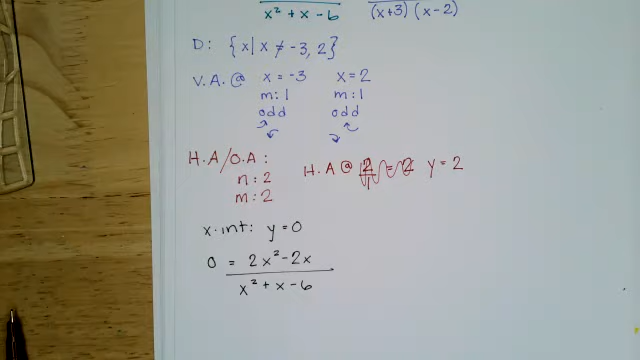 x² + x - 6 (x+3) (x-2)
D: {x | x ≠ -3, 2}
V.A. @ x = -3 x = 2
m: 1 m: 1
odd odd
H.A/O.A: H.A @ y = 2
n: 2
m: 2
x-int: y = 0
0 = 2x² - 2x
x² + x - 6